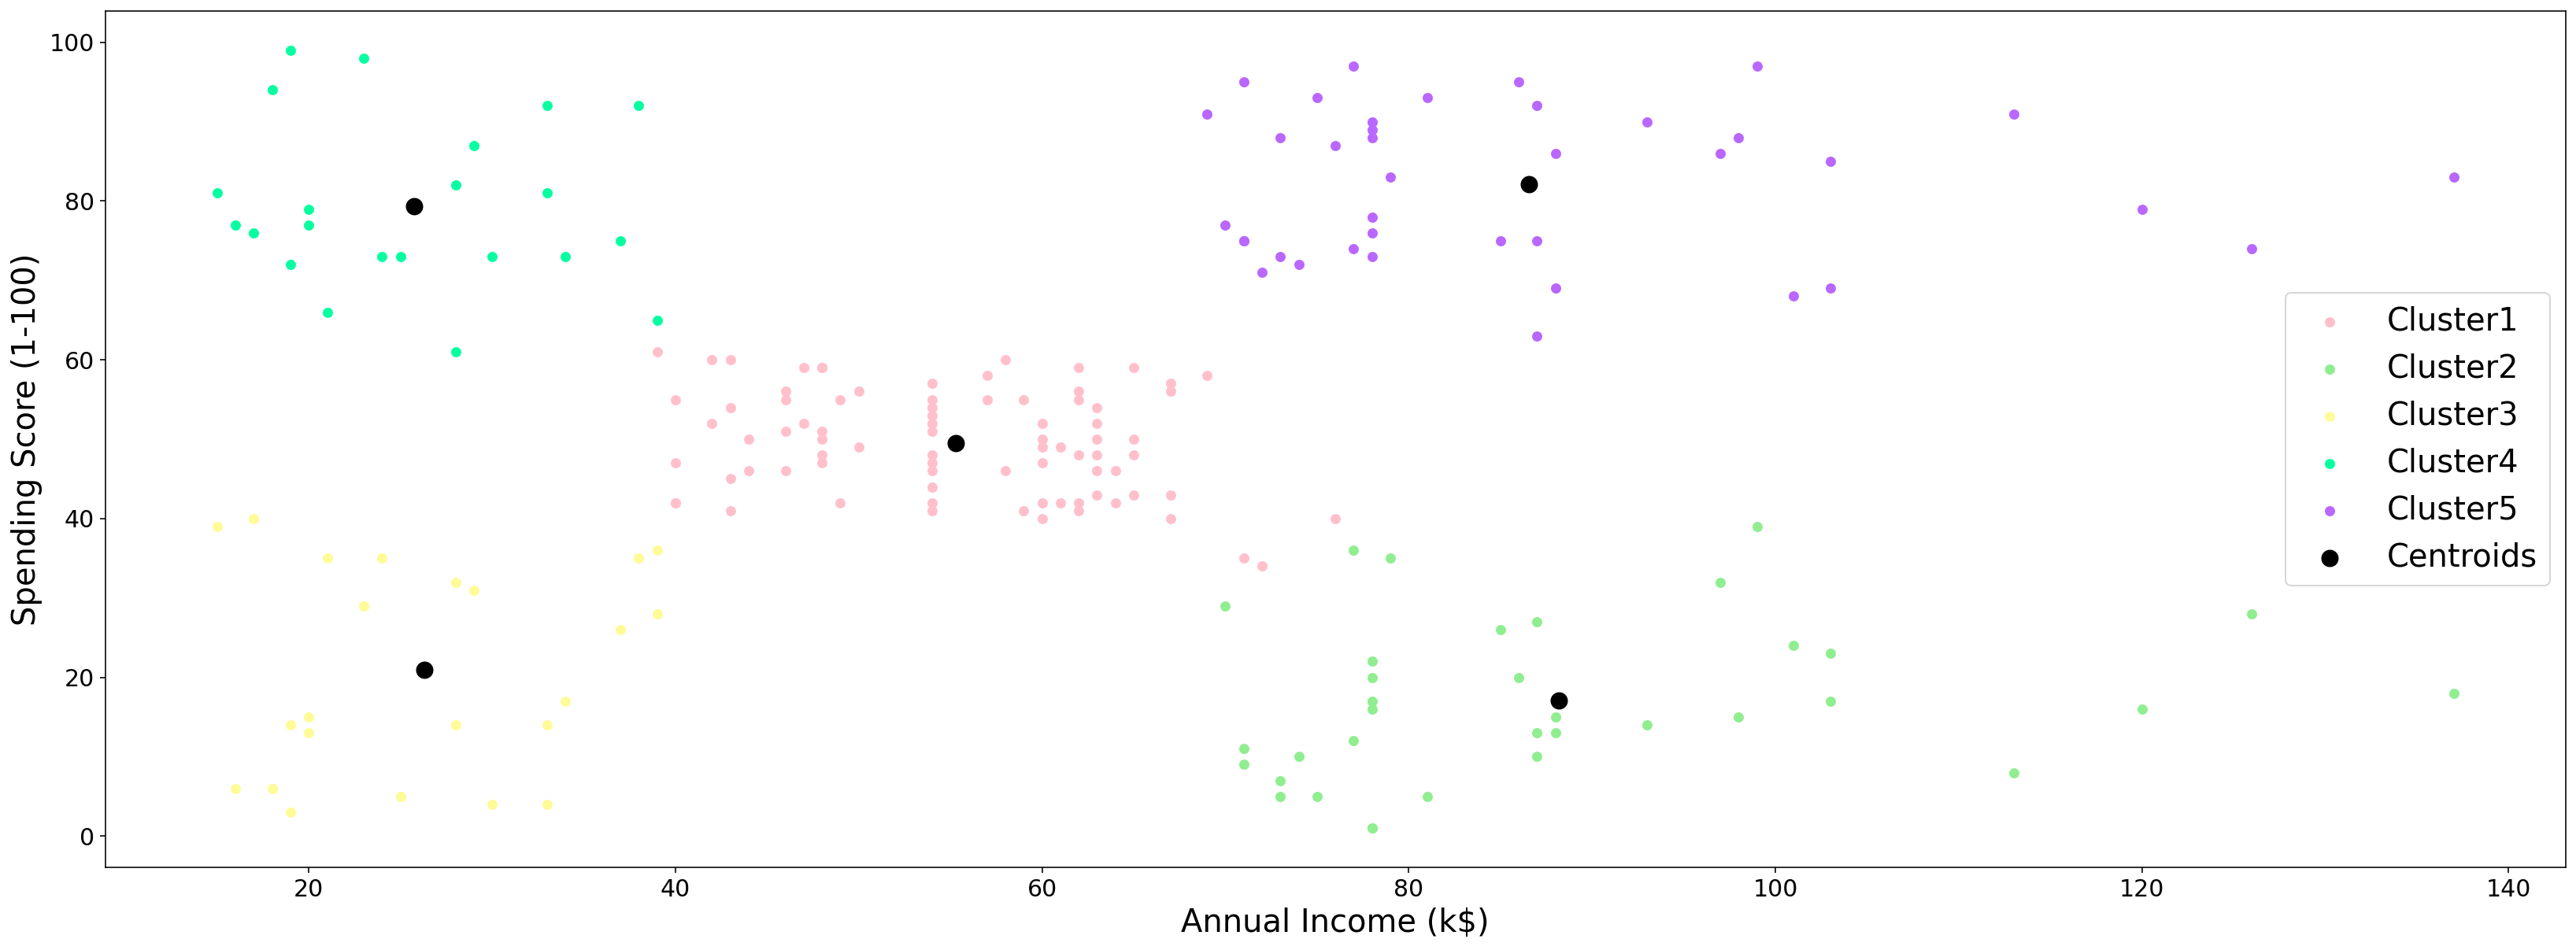 100
80
60
40
20
0
Spending Score (1-100)
20
40
60
80
100
120
140
Annual Income (k$)
Cluster1
Cluster2
Cluster3
Cluster4
Cluster5
Centroids